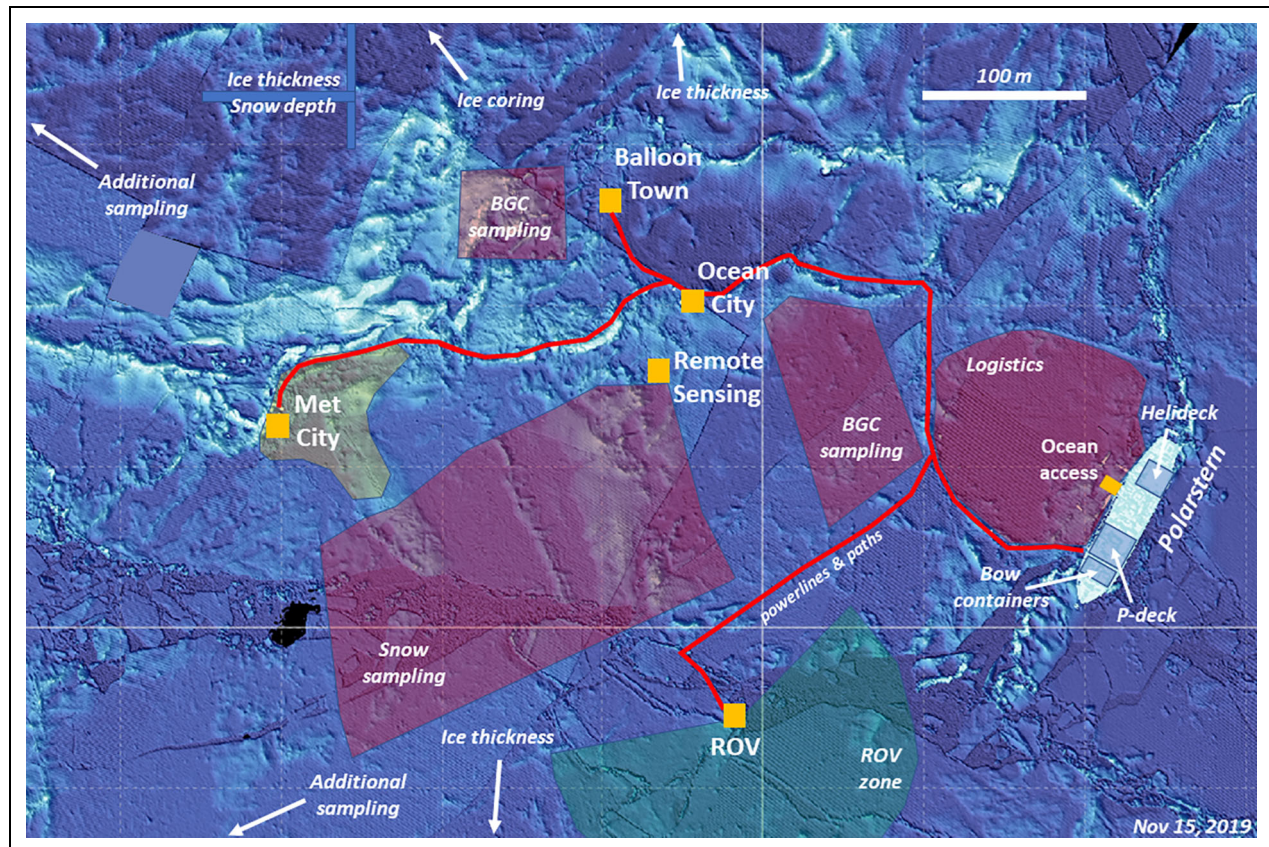 Ice thickness
Snow depth
Ice coring
Ice thickness
100 m
Additional
sampling
BGC
sampling
Balloon
Town
Ocean
City
Remote
Sensing
Met
City
Logistics
BGC
sampling
Helideck
Ocean
access
Polarstern
powerlines & paths
Bow
containers
P-deck
Snow
sampling
Ice thickness
ROV
ROV
zone
Additional
sampling
Nov 15, 2019